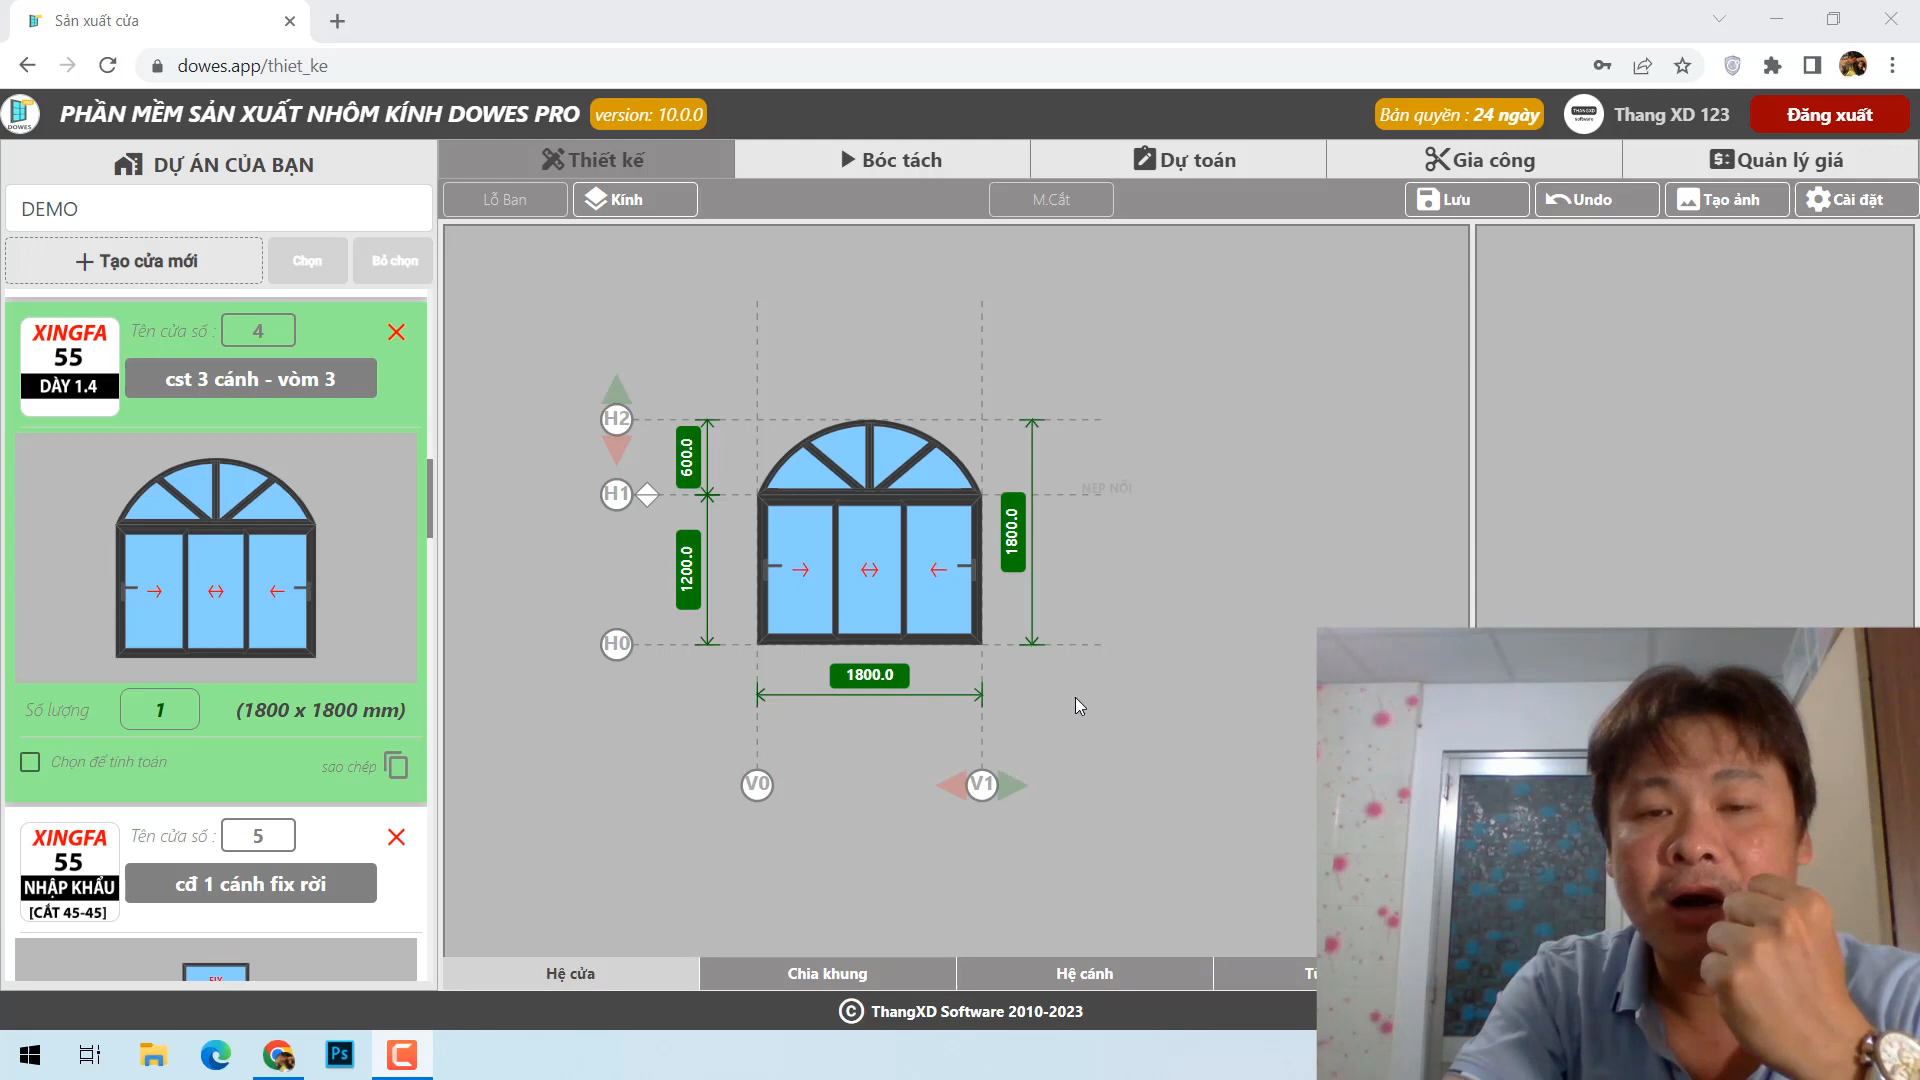 Sản xuất cửa
dowes.app/thiet_ke
DOWES
PHẦN MỀM SẢN XUẤT NHÔM KÍNH DOWES PRO
version: 10.0.0
Bản quyền : 24 ngày
THANGXD
software
Thang XD 123
Đăng xuất
DỰ ÁN CỦA BẠN
Thiết kế
Bóc tách
Dự toán
Gia công
Quản lý giá
DEMO
Lỗ Ban
Kính
M.Cắt
Lưu
Undo
Tạo ảnh
Cài đặt
Tạo cửa mới
Chọn
Bỏ chọn
XINGFA
55
DÀY 1.4
Tên cửa số :
4
cst 3 cánh - vòm 3
Số lượng
1
(1800 x 1800 mm)
Chọn để tính toán
sao chép
XINGFA
55
NHẬP KHẨU
[CẮT 45-45]
Tên cửa số :
5
cđ 1 cánh fix rời
FIX
H2
600.0
H1
NẸP NỐI
1200.0
1800.0
H0
1800.0
V0
V1
Hệ cửa
Chia khung
Hệ cánh
ThangXD Software 2010-2023
Ps